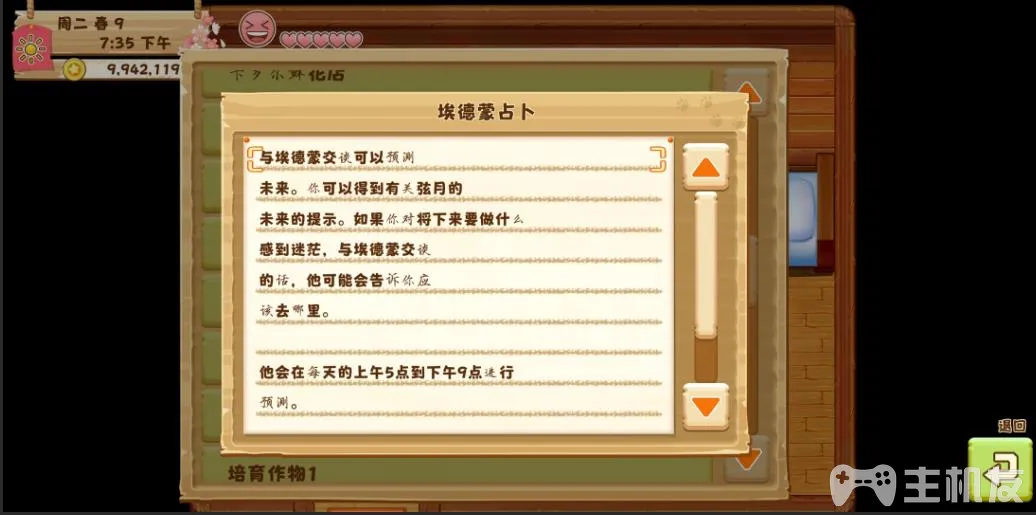 周二 春 9
7:35 下午
9,942,119
埃德蒙占卜
与埃德蒙交谈可以预测
未来。你可以得到有关弦月的
未来的提示。如果你对将下来要做什么
感到迷茫，与埃德蒙交谈
的话，他可能会告诉你应
该去哪里。
他会在每天的上午5点到下午9点进行
预测。
培育作物1
退回
主机友